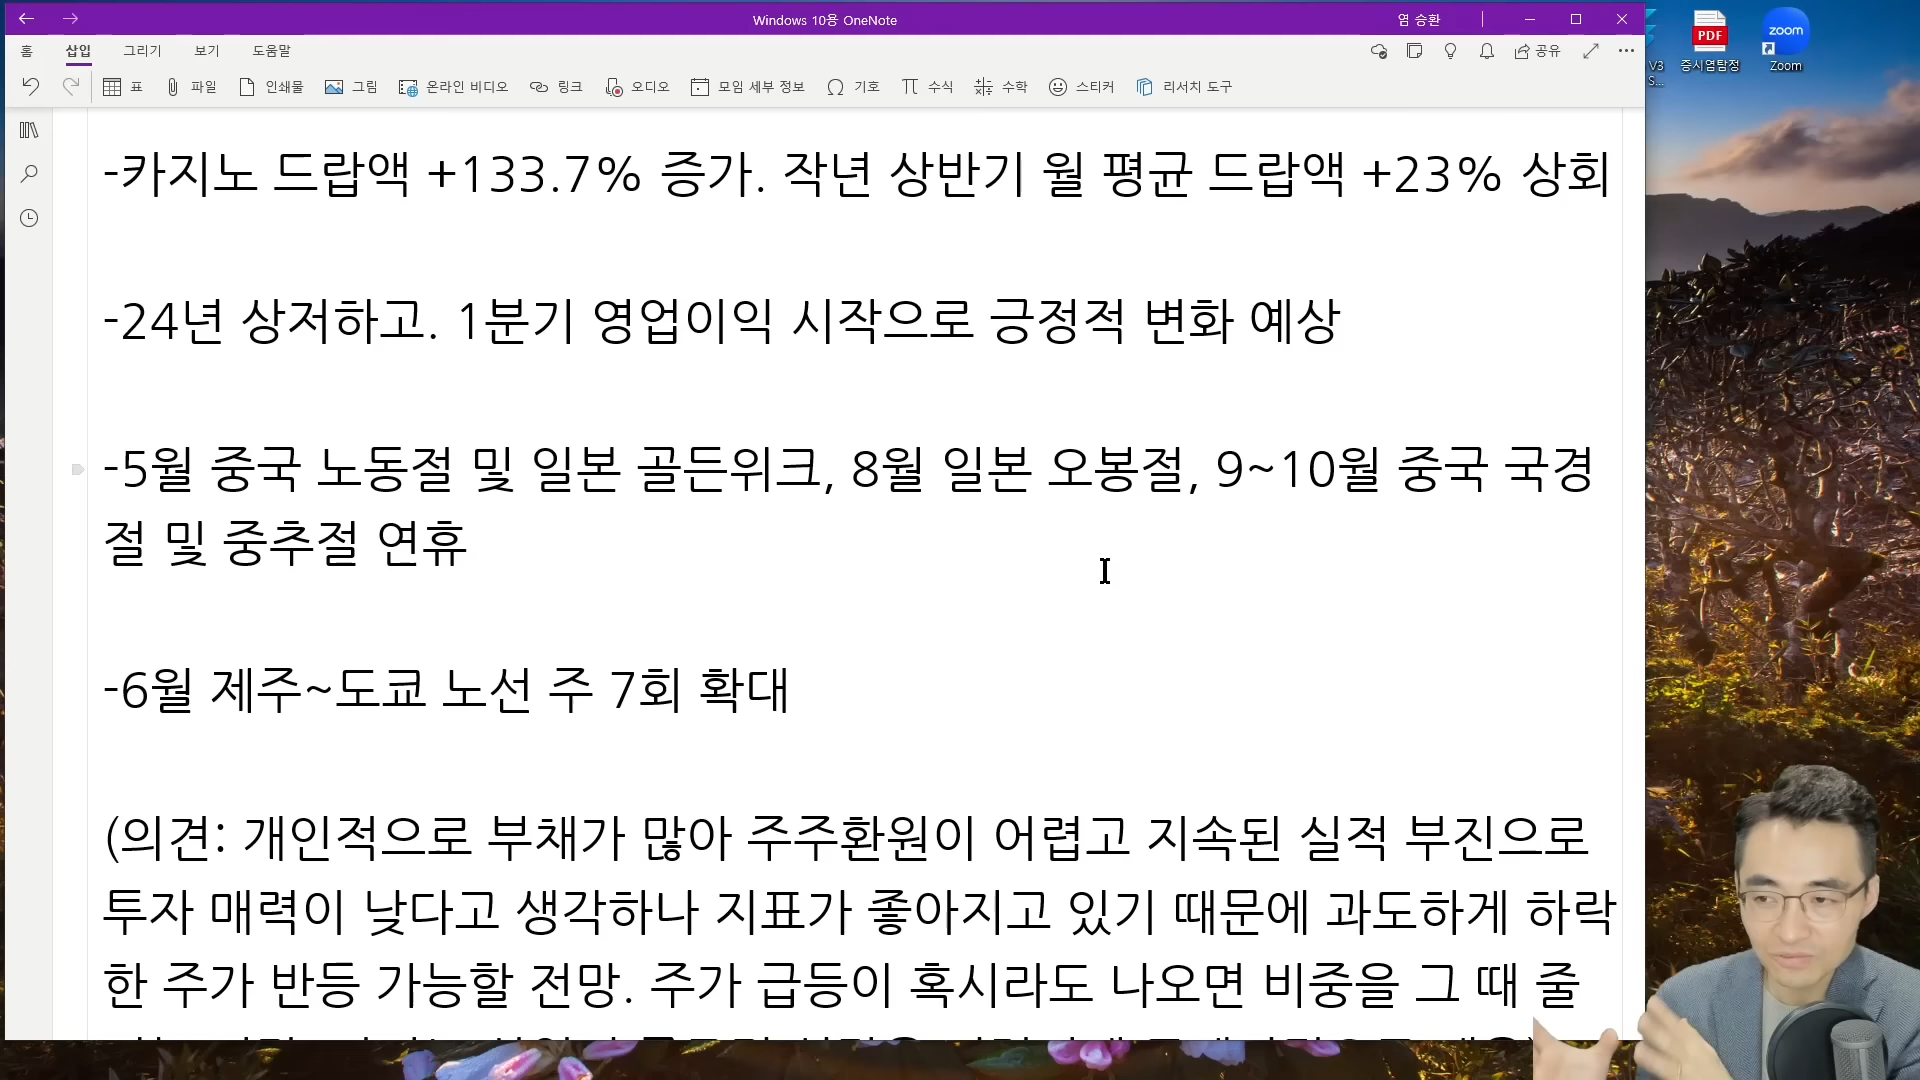 Windows 10용 OneNote
염 승환
홈 삽입 그리기 보기 도움말
공유
표 파일 인쇄물 그림 온라인 비디오 링크 오디오 모임 세부 정보 기호 수식 수학 스티커 리서치 도구
-카지노 드랍액 +133.7% 증가. 작년 상반기 월 평균 드랍액 +23% 상회
-24년 상저하고. 1분기 영업이익 시작으로 긍정적 변화 예상
-5월 중국 노동절 및 일본 골든위크, 8월 일본 오봉절, 9~10월 중국 국경
절 및 중추절 연휴
-6월 제주~도쿄 노선 주 7회 확대
(의견: 개인적으로 부채가 많아 주주환원이 어렵고 지속된 실적 부진으로
투자 매력이 낮다고 생각하나 지표가 좋아지고 있기 때문에 과도하게 하락
한 주가 반등 가능할 전망. 주가 급등이 혹시라도 나오면 비중을 그 때 줄
V3
S...
PDF
증시염탐정
zoom
Zoom